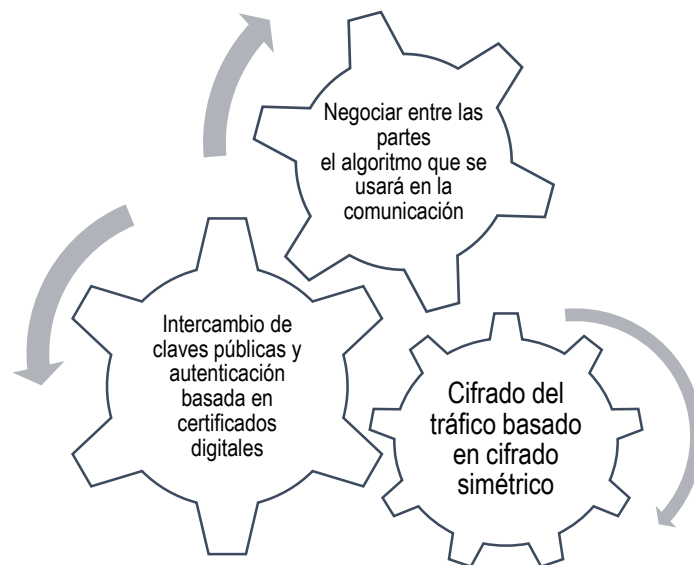 Negociar entre las
partes
el algoritmo que se
usará en la
comunicación
Intercambio de
claves públicas y
autenticación
basada en
certificados
digitales
Cifrado del
tráfico basado
en cifrado
simétrico